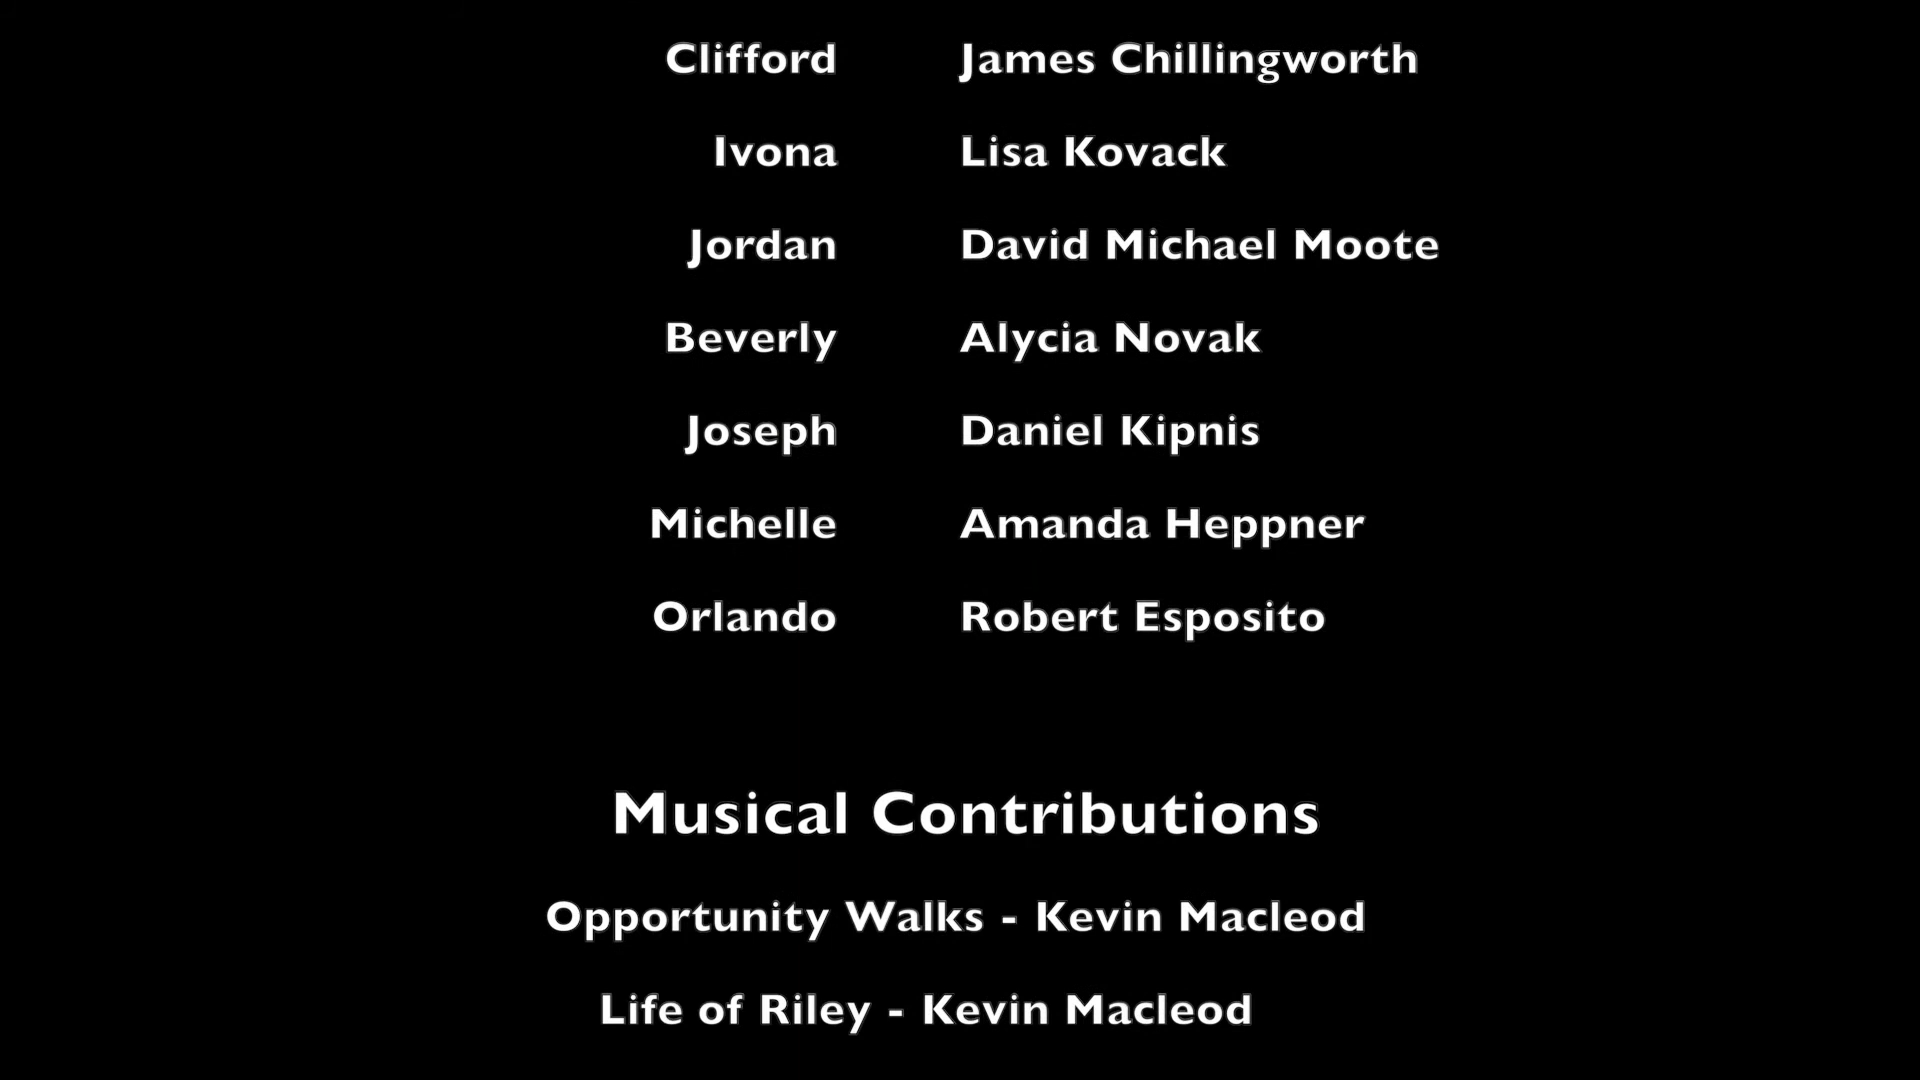 Clifford James Chillingworth
Ivona Lisa Kovack
Jordan David Michael Moote
Beverly Alycia Novak
Joseph Daniel Kipnis
Michelle Amanda Heppner
Orlando Robert Esposito
Musical Contributions
Opportunity Walks - Kevin Macleod
Life of Riley - Kevin Macleod